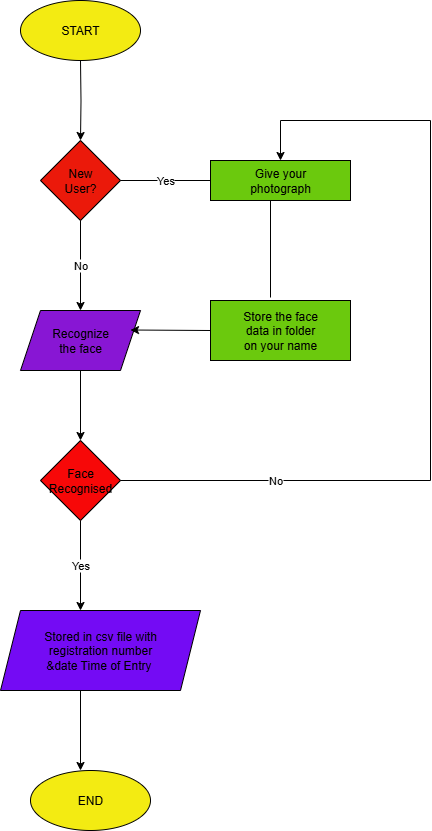 START
New
User?
Yes
Give your
photograph
No
Store the face
data in folder
on your name
Recognize
the face
Face
Recognised
No
Yes
Stored in csv file with
registration number
&date Time of Entry
END